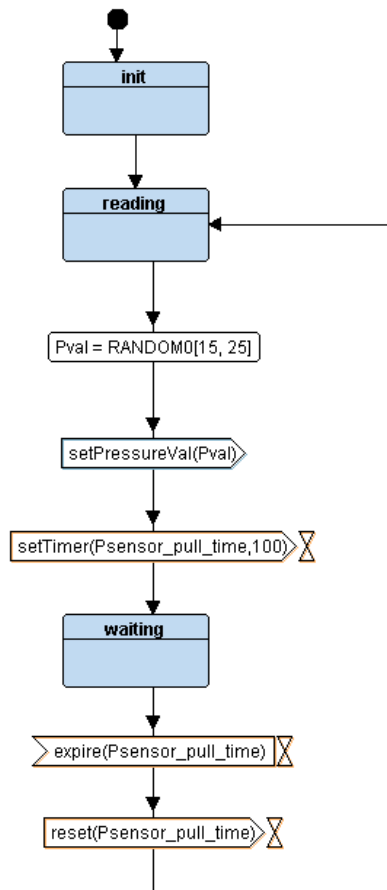 init
reading
Pval = RANDOM0[15, 25]
setPressureVal(Pval)
setTimer(Psensor_pull_time,100)
waiting
expire(Psensor_pull_time)
reset(Psensor_pull_time)